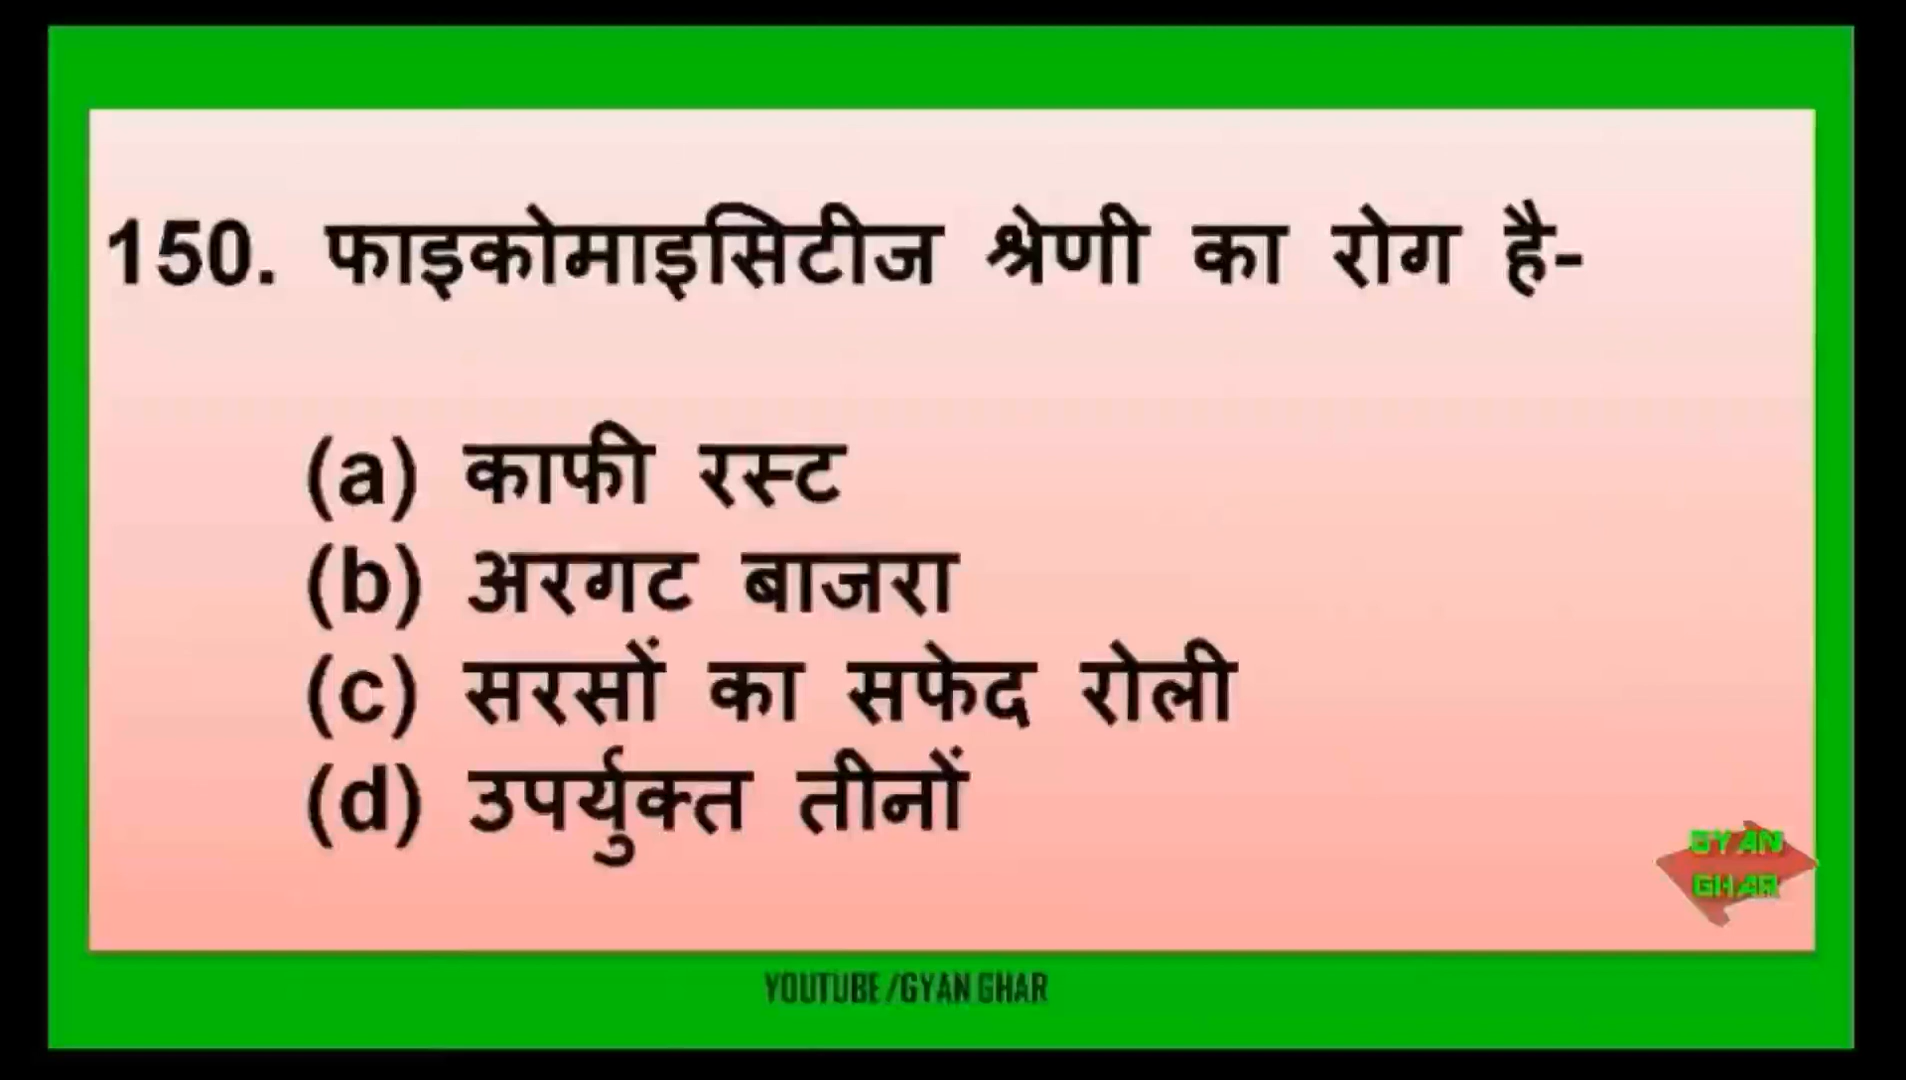 150. फाइकोमाइसिटीज श्रेणी का रोग है-
(a) काफी रस्ट
(b) अरगट बाजरा
(c) सरसों का सफेद रोली
(d) उपर्युक्त तीनों
GYAN
GHAR
YOUTUBE /GYAN GHAR